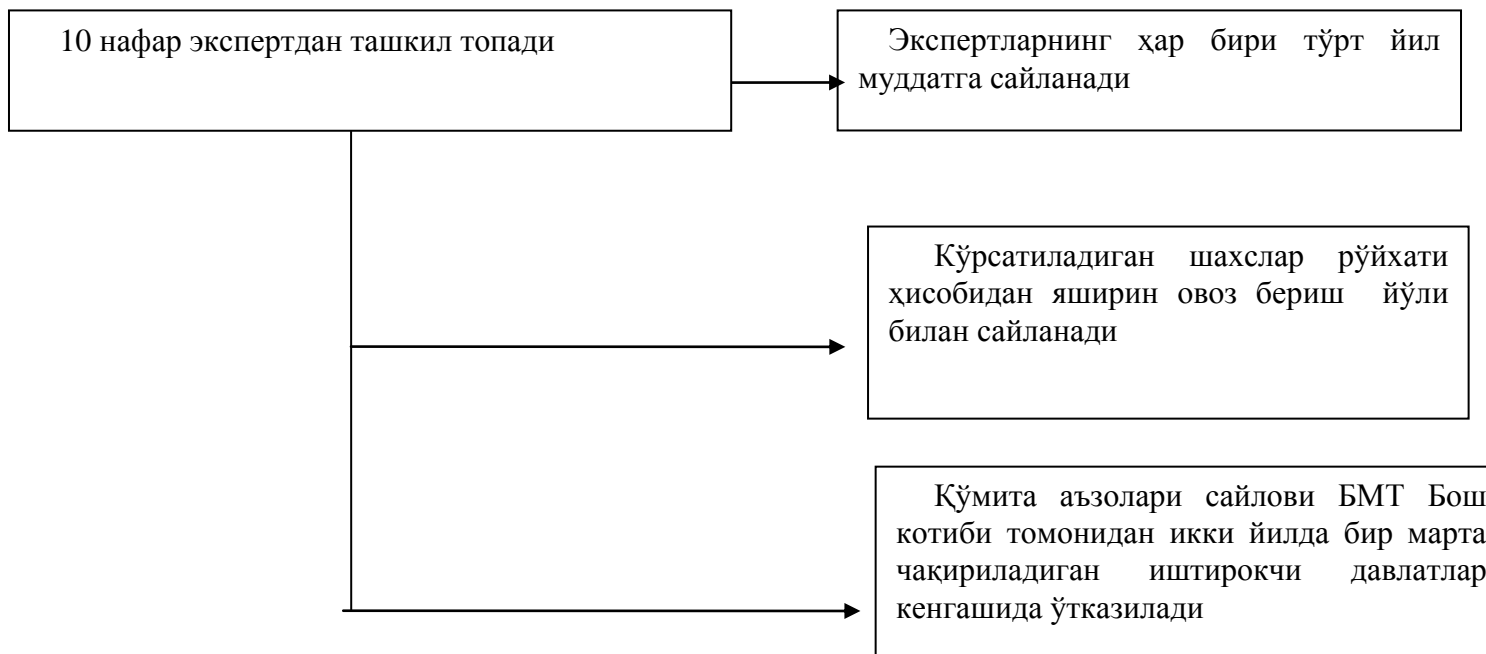 10 нафар экспертдан ташкил топади
Экспертларнинг ҳар бири тўрт йил
муддатга сайланади
Кўрсатиладиган шахслар рўйхати
ҳисобидан яширин овоз бериш йўли
билан сайланади
Қўмита аъзолари сайлови БМТ Бош
котиби томонидан икки йилда бир марта
чақириладиган иштирокчи давлатлар
кенгашида ўтказилади